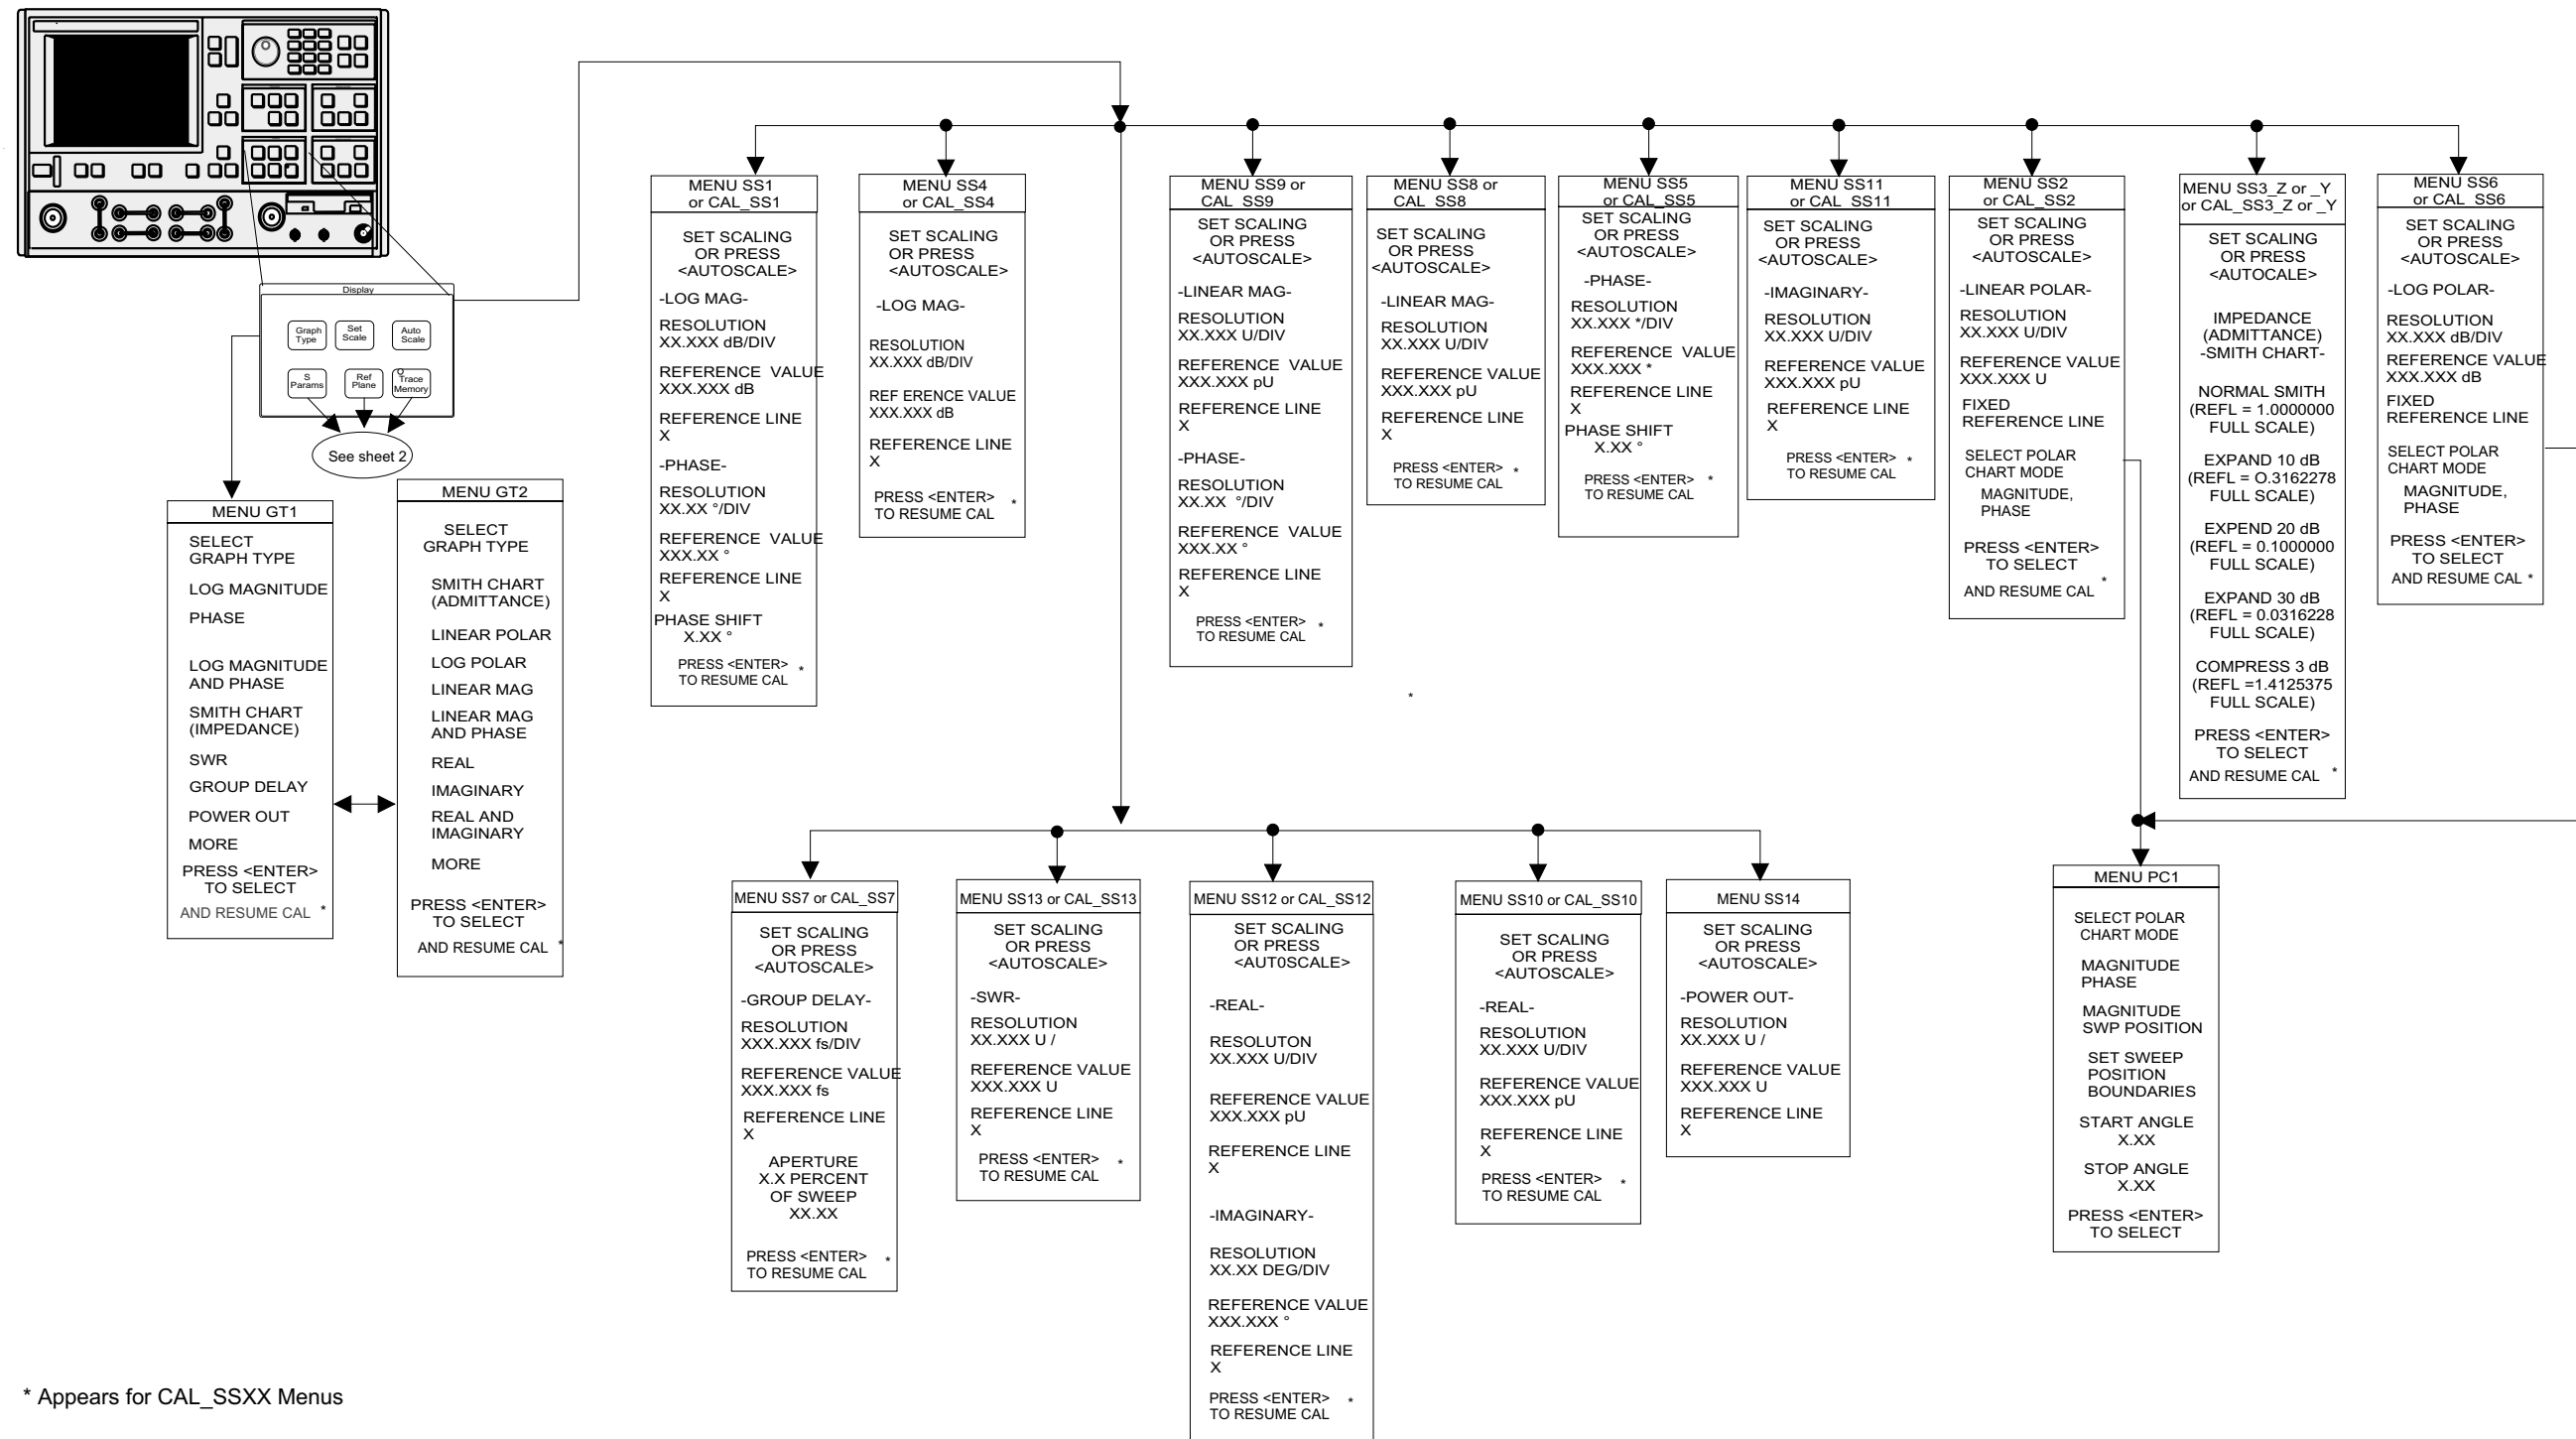 Display
Graph
Type
Set
Scale
Auto
Scale
S
Params
Ref
Plane
Trace
Memory
See sheet 2
MENU GT1
SELECT
GRAPH TYPE
LOG MAGNITUDE
PHASE
LOG MAGNITUDE
AND PHASE
SMITH CHART
(IMPEDANCE)
SWR
GROUP DELAY
POWER OUT
MORE
PRESS <ENTER>
TO SELECT
AND RESUME CAL *
MENU GT2
SELECT
GRAPH TYPE
SMITH CHART
(ADMITTANCE)
LINEAR POLAR
LOG POLAR
LINEAR MAG
LINEAR MAG
AND PHASE
REAL
IMAGINARY
REAL AND
IMAGINARY
MORE
PRESS <ENTER>
TO SELECT
AND RESUME CAL *
MENU SS1
or CAL_SS1
SET SCALING
OR PRESS
<AUTOSCALE>
-LOG MAG-
RESOLUTION
XX.XXX dB/DIV
REFERENCE VALUE
XXX.XXX dB
REFERENCE LINE
X
-PHASE-
RESOLUTION
XX.XX °/DIV
REFERENCE VALUE
XXX.XX °
REFERENCE LINE
X
PHASE SHIFT
X.XX °
PRESS <ENTER> *
TO RESUME CAL
MENU SS4
or CAL_SS4
SET SCALING
OR PRESS
<AUTOSCALE>
-LOG MAG-
RESOLUTION
XX.XXX dB/DIV
REF ERENCE VALUE
XXX.XXX dB
REFERENCE LINE
X
PRESS <ENTER> *
TO RESUME CAL
MENU SS9 or
CAL_SS9
SET SCALING
OR PRESS
<AUTOSCALE>
-LINEAR MAG-
RESOLUTION
XX.XXX U/DIV
REFERENCE VALUE
XXX.XXX pU
REFERENCE LINE
X
-PHASE-
RESOLUTION
XX.XX °/DIV
REFERENCE VALUE
XXX.XX °
REFERENCE LINE
X
PRESS <ENTER> *
TO RESUME CAL
MENU SS8 or
CAL_SS8
SET SCALING
OR PRESS
<AUTOSCALE>
-LINEAR MAG-
RESOLUTION
XX.XXX U/DIV
REFERENCE VALUE
XXX.XXX pU
REFERENCE LINE
X
PRESS <ENTER> *
TO RESUME CAL
*
MENU SS5
or CAL_SS5
SET SCALING
OR PRESS
<AUTOSCALE>
-PHASE-
RESOLUTION
XX.XXX */DIV
REFERENCE VALUE
XXX.XXX *
REFERENCE LINE
X
PHASE SHIFT
X.XX °
PRESS <ENTER> *
TO RESUME CAL
MENU SS11
or CAL_SS11
SET SCALING
OR PRESS
<AUTOSCALE>
-IMAGINARY-
RESOLUTION
XX.XXX U/DIV
REFERENCE VALUE
XXX.XXX pU
REFERENCE LINE
X
PRESS <ENTER> *
TO RESUME CAL
MENU SS2
or CAL_SS2
SET SCALING
OR PRESS
<AUTOSCALE>
-LINEAR POLAR-
RESOLUTION
XX.XXX U/DIV
REFERENCE VALUE
XXX.XXX U
FIXED
REFERENCE LINE
SELECT POLAR
CHART MODE
MAGNITUDE,
PHASE
PRESS <ENTER>
TO SELECT
AND RESUME CAL *
MENU SS3_Z or _Y
or CAL_SS3_Z or _Y
SET SCALING
OR PRESS
<AUTOCALE>
IMPEDANCE
(ADMITTANCE)
-SMITH CHART-
NORMAL SMITH
(REFL = 1.0000000
FULL SCALE)
EXPAND 10 dB
(REFL = O.3162278
FULL SCALE)
EXPEND 20 dB
(REFL = 0.1000000
FULL SCALE)
EXPAND 30 dB
(REFL = 0.0316228
FULL SCALE)
COMPRESS 3 dB
(REFL =1.4125375
FULL SCALE)
PRESS <ENTER>
TO SELECT
AND RESUME CAL *
MENU SS6
or CAL_SS6
SET SCALING
OR PRESS
<AUTOSCALE>
-LOG POLAR-
RESOLUTION
XX.XXX dB/DIV
REFERENCE VALUE
XXX.XXX dB
FIXED
REFERENCE LINE
SELECT POLAR
CHART MODE
MAGNITUDE,
PHASE
PRESS <ENTER>
TO SELECT
AND RESUME CAL *
MENU SS7 or CAL_SS7
SET SCALING
OR PRESS
<AUTOSCALE>
-GROUP DELAY-
RESOLUTION
XXX.XXX fs/DIV
REFERENCE VALUE
XXX.XXX fs
REFERENCE LINE
X
APERTURE
X.X PERCENT
OF SWEEP
XX.XX
PRESS <ENTER> *
TO RESUME CAL
MENU SS13 or CAL_SS13
SET SCALING
OR PRESS
<AUTOSCALE>
-SWR-
RESOLUTION
XX.XXX U /
REFERENCE VALUE
XXX.XXX U
REFERENCE LINE
X
PRESS <ENTER> *
TO RESUME CAL
MENU SS12 or CAL_SS12
SET SCALING
OR PRESS
<AUT0SCALE>
-REAL-
RESOLUTON
XX.XXX U/DIV
REFERENCE VALUE
XXX.XXX pU
REFERENCE LINE
X
-IMAGINARY-
RESOLUTION
XX.XX DEG/DIV
REFERENCE VALUE
XXX.XXX °
REFERENCE LINE
X
PRESS <ENTER> *
TO RESUME CAL
MENU SS10 or CAL_SS10
SET SCALING
OR PRESS
<AUTOSCALE>
-REAL-
RESOLUTION
XX.XXX U/DIV
REFERENCE VALUE
XXX.XXX pU
REFERENCE LINE
X
PRESS <ENTER> *
TO RESUME CAL
MENU SS14
SET SCALING
OR PRESS
<AUTOSCALE>
-POWER OUT-
RESOLUTION
XX.XXX U /
REFERENCE VALUE
XXX.XXX U
REFERENCE LINE
X
MENU PC1
SELECT POLAR
CHART MODE
MAGNITUDE
PHASE
MAGNITUDE
SWP POSITION
SET SWEEP
POSITION
BOUNDARIES
START ANGLE
X.XX
STOP ANGLE
X.XX
PRESS <ENTER>
TO SELECT
* Appears for CAL_SSXX Menus